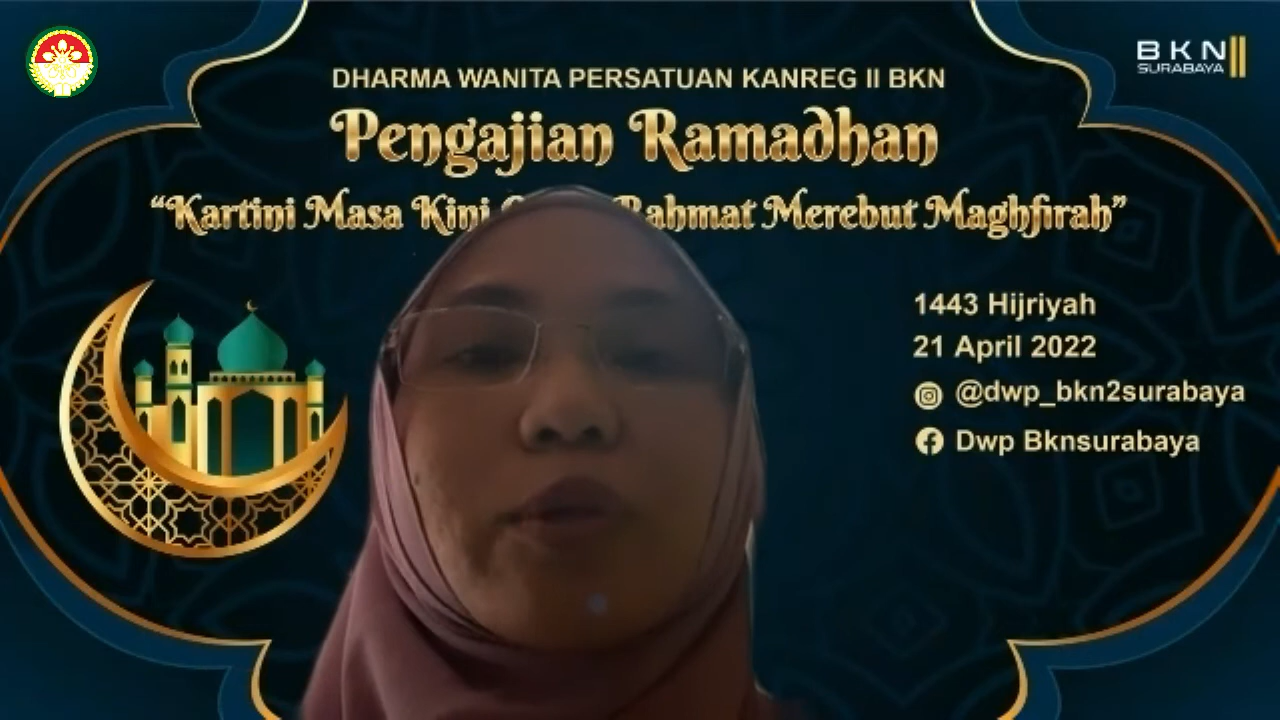 BKN
SURABAYA
DHARMA WANITA PERSATUAN KANREG II BKN
Pengajian Ramadhan
“Kartini Masa Kini Rahmat Merebut Maghfirah”
1443 Hijriyah
21 April 2022
@dwp_bkn2surabaya
Dwp Bknsurabaya